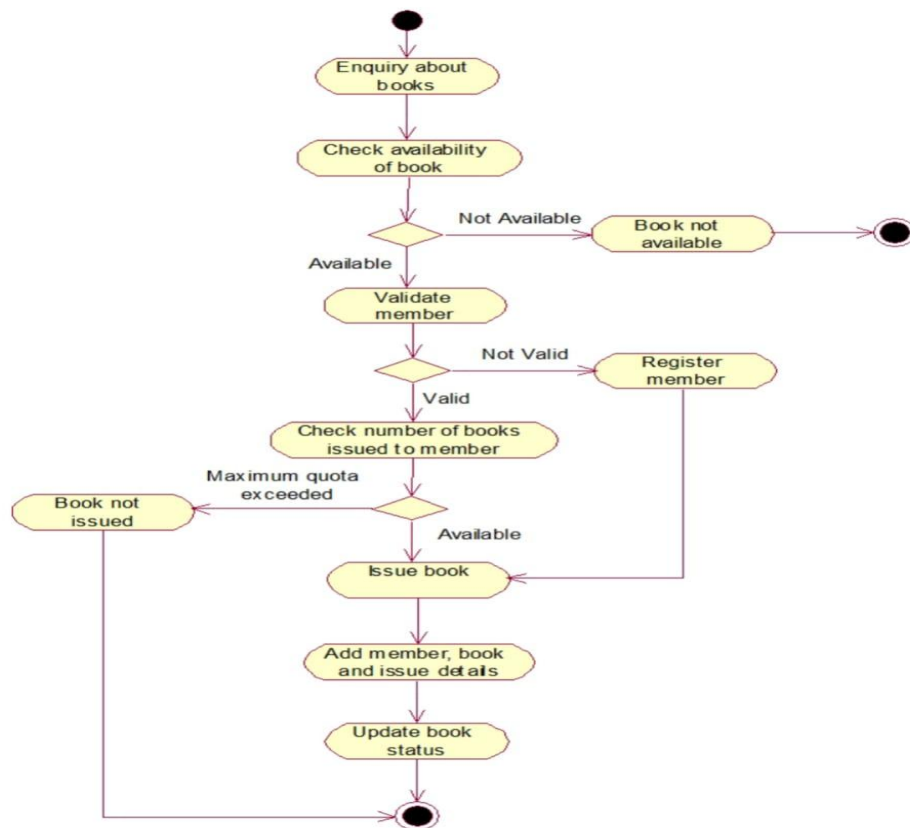 Enquiry about
books
Check availability
of book
Not Available
Book not
available
Available
Validate
member
Not Valid
Register
member
Valid
Check number of books
issued to member
Maximum quota
exceeded
Book not
issued
Available
Issue book
Add member, book
and issue details
Update book
status